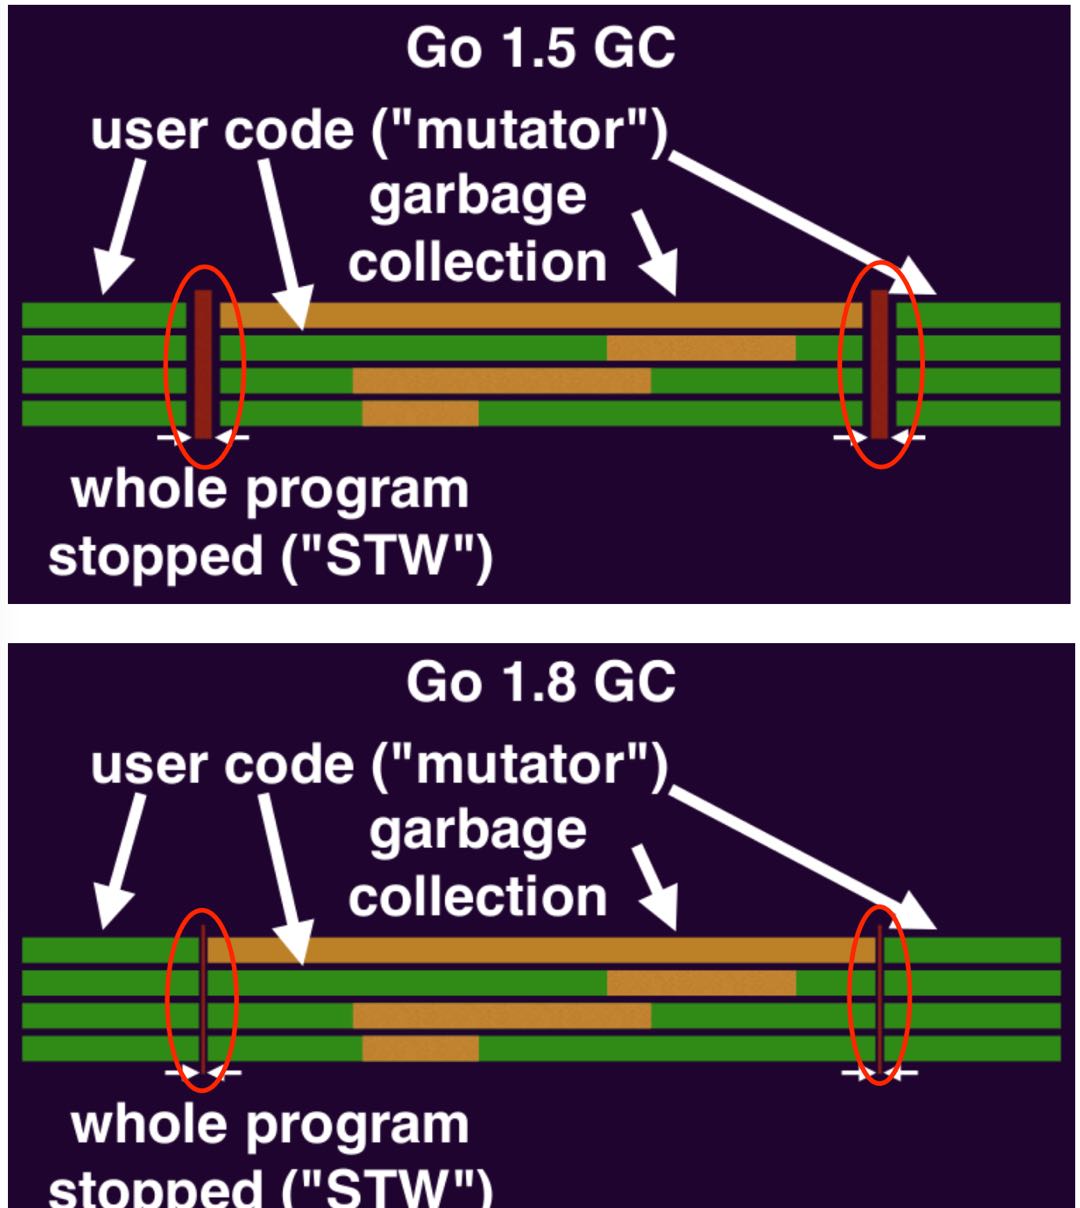 Go 1.5 GC
user code ("mutator")
garbage
collection
whole program
stopped ("STW")
Go 1.8 GC
user code ("mutator")
garbage
collection
whole program
stopped ("STW")